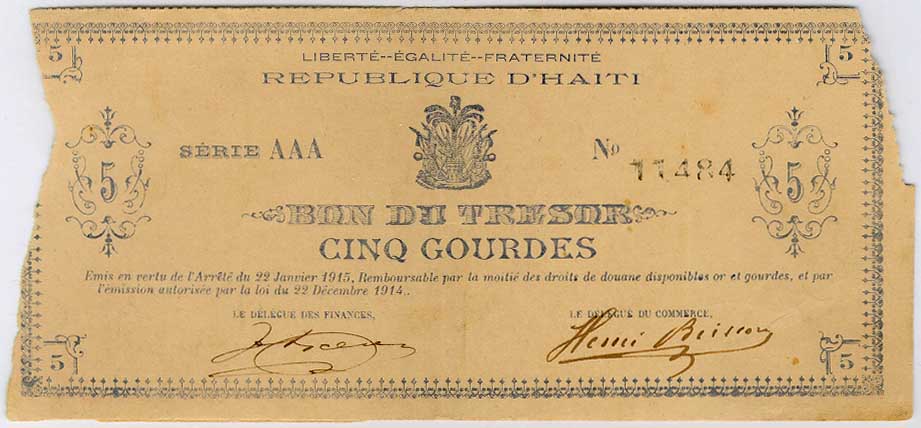 5 5
LIBERTÉ--ÉGALITÉ--FRATERNITÉ
REPUBLIQUE D'HAITI
SÉRIE AAA No 11484
5 5
BON DU TRESOR
CINQ GOURDES
Emis en vertu de l'Arrêté du 22 Janvier 1915, Remboursable par la moitié des droits de douane disponibles or et gourdes, et par
l'émission autorisée par la loi du 22 Décembre 1914..
LE DÉLÉGUE DES FINANCES, LE DÉLÉGUÉ DU COMMERCE,
Henri Brisson
5 5